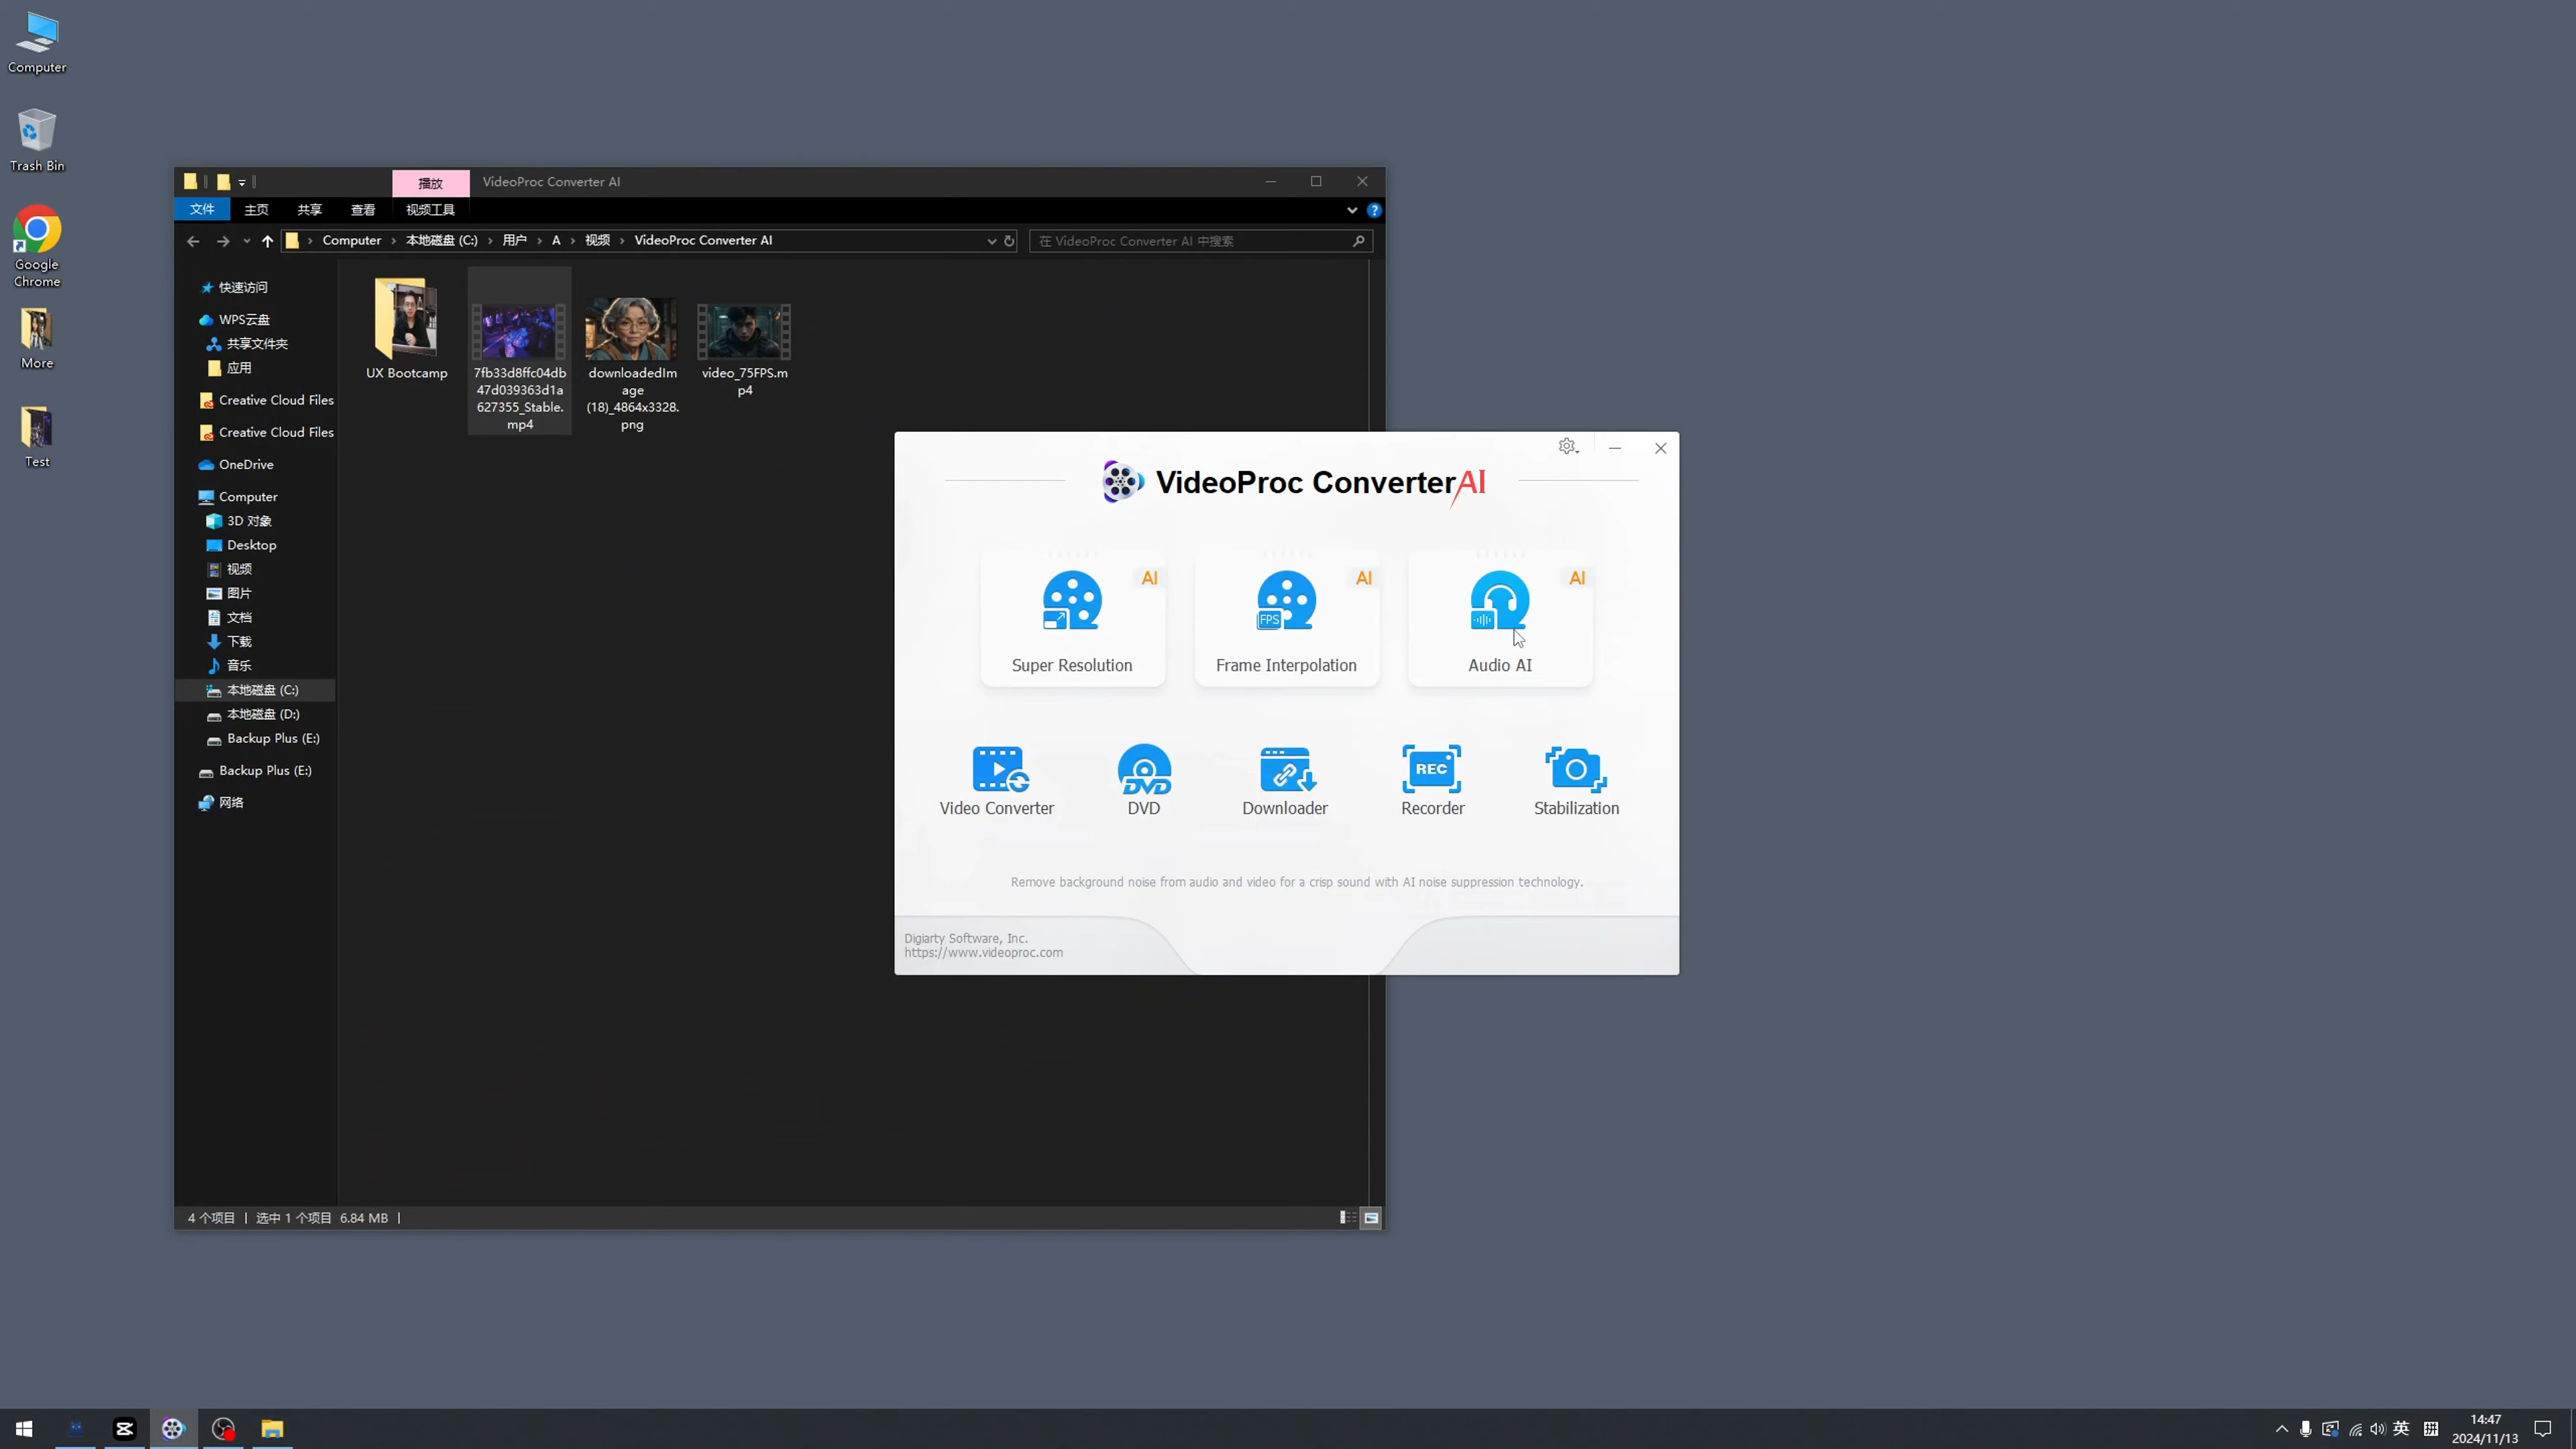 Computer
Trash Bin
Google
Chrome
More
Test
播放
VideoProc Converter AI
文件
主页
共享
查看
视频工具
Computer
本地磁盘 (C:)
用户
A
视频
VideoProc Converter AI
在 VideoProc Converter AI 中搜索
快速访问
WPS云盘
共享文件夹
应用
Creative Cloud Files
Creative Cloud Files
OneDrive
Computer
3D 对象
Desktop
视频
图片
文档
下载
音乐
本地磁盘 (C:)
本地磁盘 (D:)
Backup Plus (E:)
Backup Plus (E:)
网络
UX Bootcamp
7fb33d8ffc04db
47d039363d1a
627355_Stable.
mp4
downloadedIm
age
(18)_4864x3328.
png
video_75FPS.m
p4
4 个项目
选中 1 个项目 6.84 MB
VideoProc ConverterAI
AI
Super Resolution
AI
FPS
Frame Interpolation
AI
Audio AI
Video Converter
DVD
DVD
Downloader
REC
Recorder
Stabilization
Remove background noise from audio and video for a crisp sound with AI noise suppression technology.
Digiarty Software, Inc.
https://www.videoproc.com
英
拼
14:47
2024/11/13